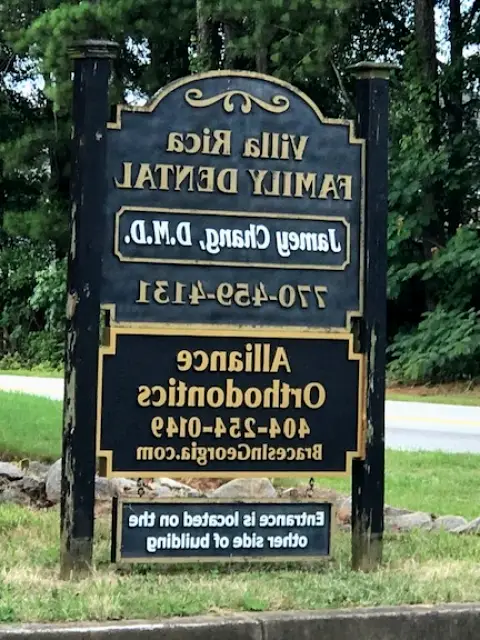 Villa Rica
FAMILY DENTAL
Jamey Chang, D.M.D.
770-459-4131
Alliance
Orthodontics
404-254-0149
BracesInGeorgia.com
Entrance is located on the
other side of building